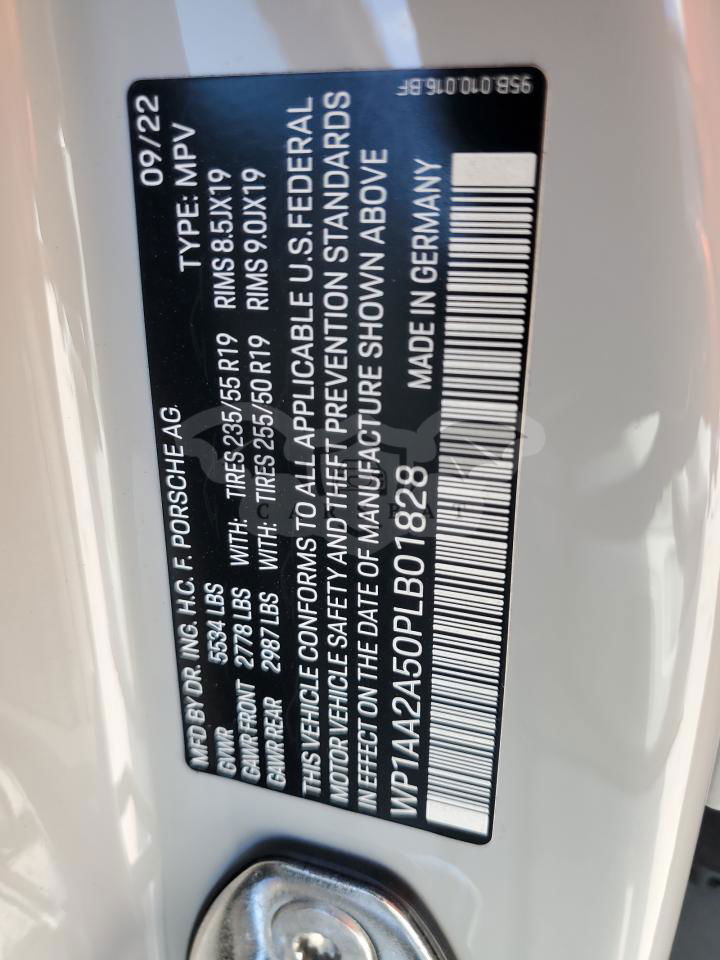 95B.010.016.BF
MFD BY DR. ING. H.C. F. PORSCHE AG. 09/22
GVWR 5534 LBS TYPE: MPV
GAWR FRONT 2778 LBS WITH: TIRES 235/55 R19 RIMS 8.5JX19
GAWR REAR 2987 LBS WITH: TIRES 255/50 R19 RIMS 9.0JX19
THIS VEHICLE CONFORMS TO ALL APPLICABLE U.S.FEDERAL
MOTOR VEHICLE SAFETY AND THEFT PREVENTION STANDARDS
IN EFFECT ON THE DATE OF MANUFACTURE SHOWN ABOVE
WP1AA2A50PLB01828 MADE IN GERMANY